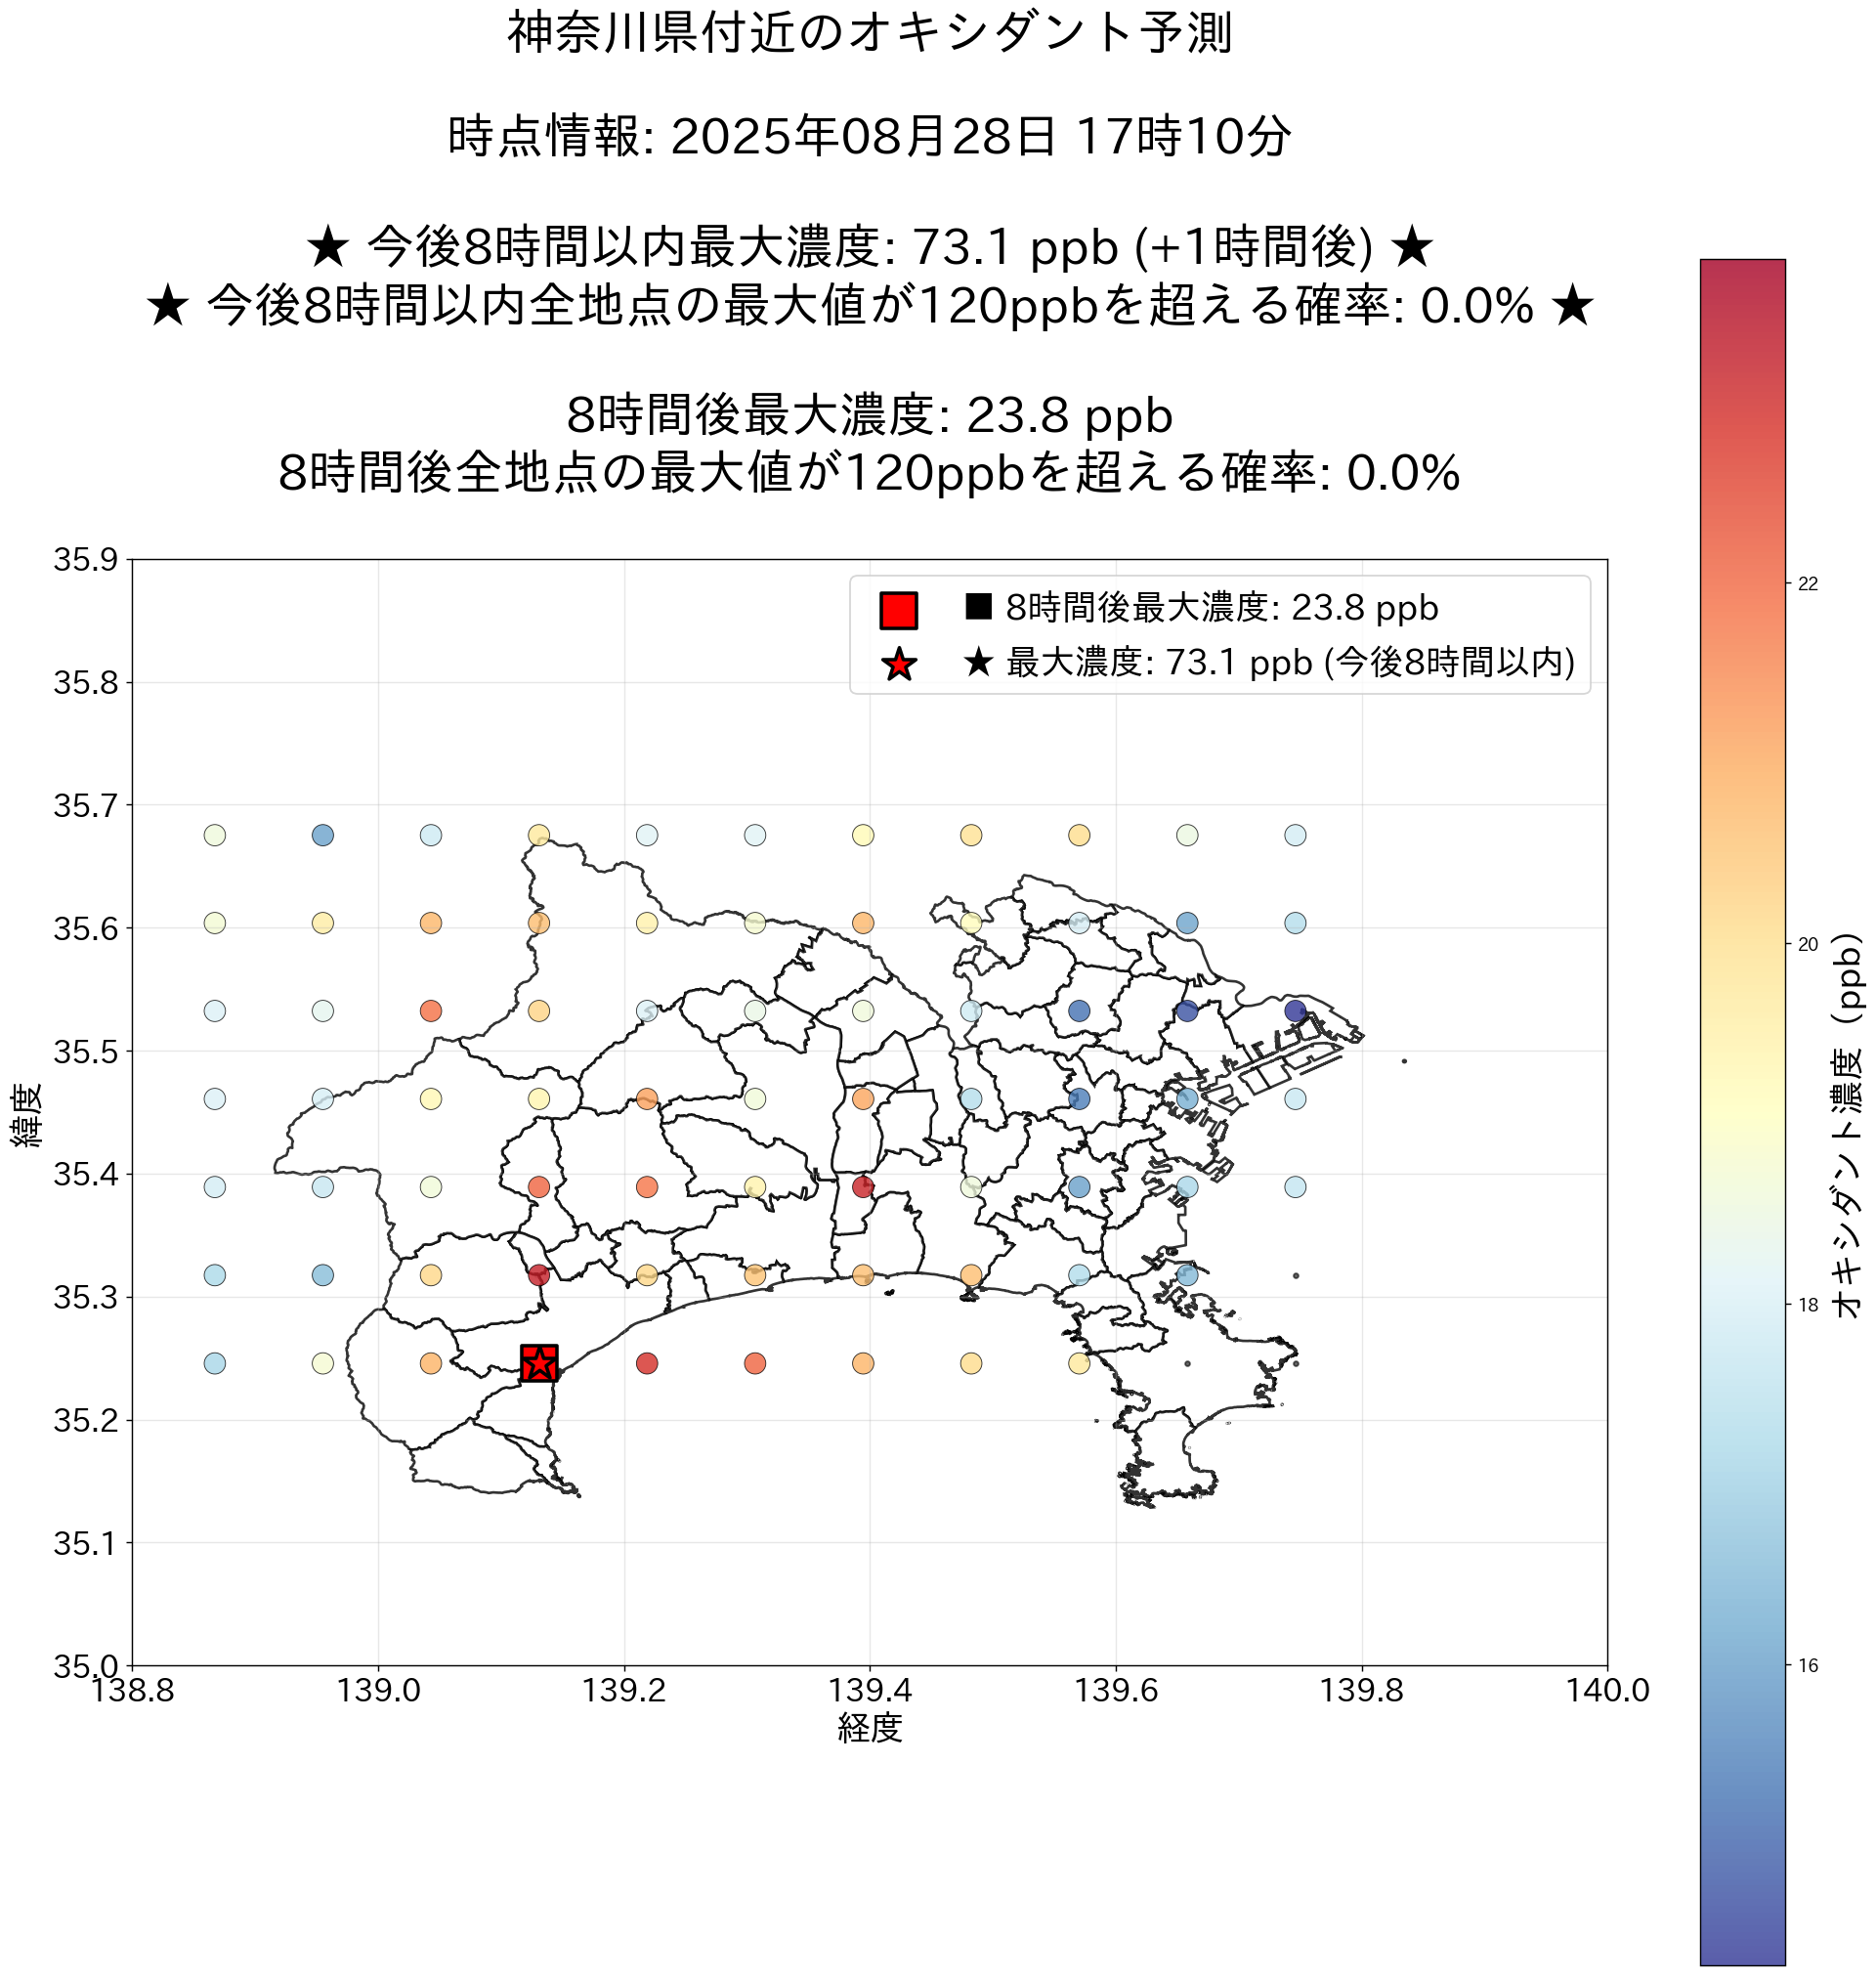 神奈川県付近のオキシダント予測
時点情報: 2025年08月28日 17時10分
★ 今後8時間以内最大濃度: 73.1 ppb (+1時間後) ★
★ 今後8時間以内全地点の最大値が120ppbを超える確率: 0.0% ★
8時間後最大濃度: 23.8 ppb
8時間後全地点の最大値が120ppbを超える確率: 0.0%
■ 8時間後最大濃度: 23.8 ppb
★ 最大濃度: 73.1 ppb (今後8時間以内)
35.9
35.8
35.7
35.6
35.5
35.4
35.3
35.2
35.1
35.0
緯度
138.8 139.0 139.2 139.4 139.6 139.8 140.0
経度
22
20
18
16
オキシダント濃度（ppb）